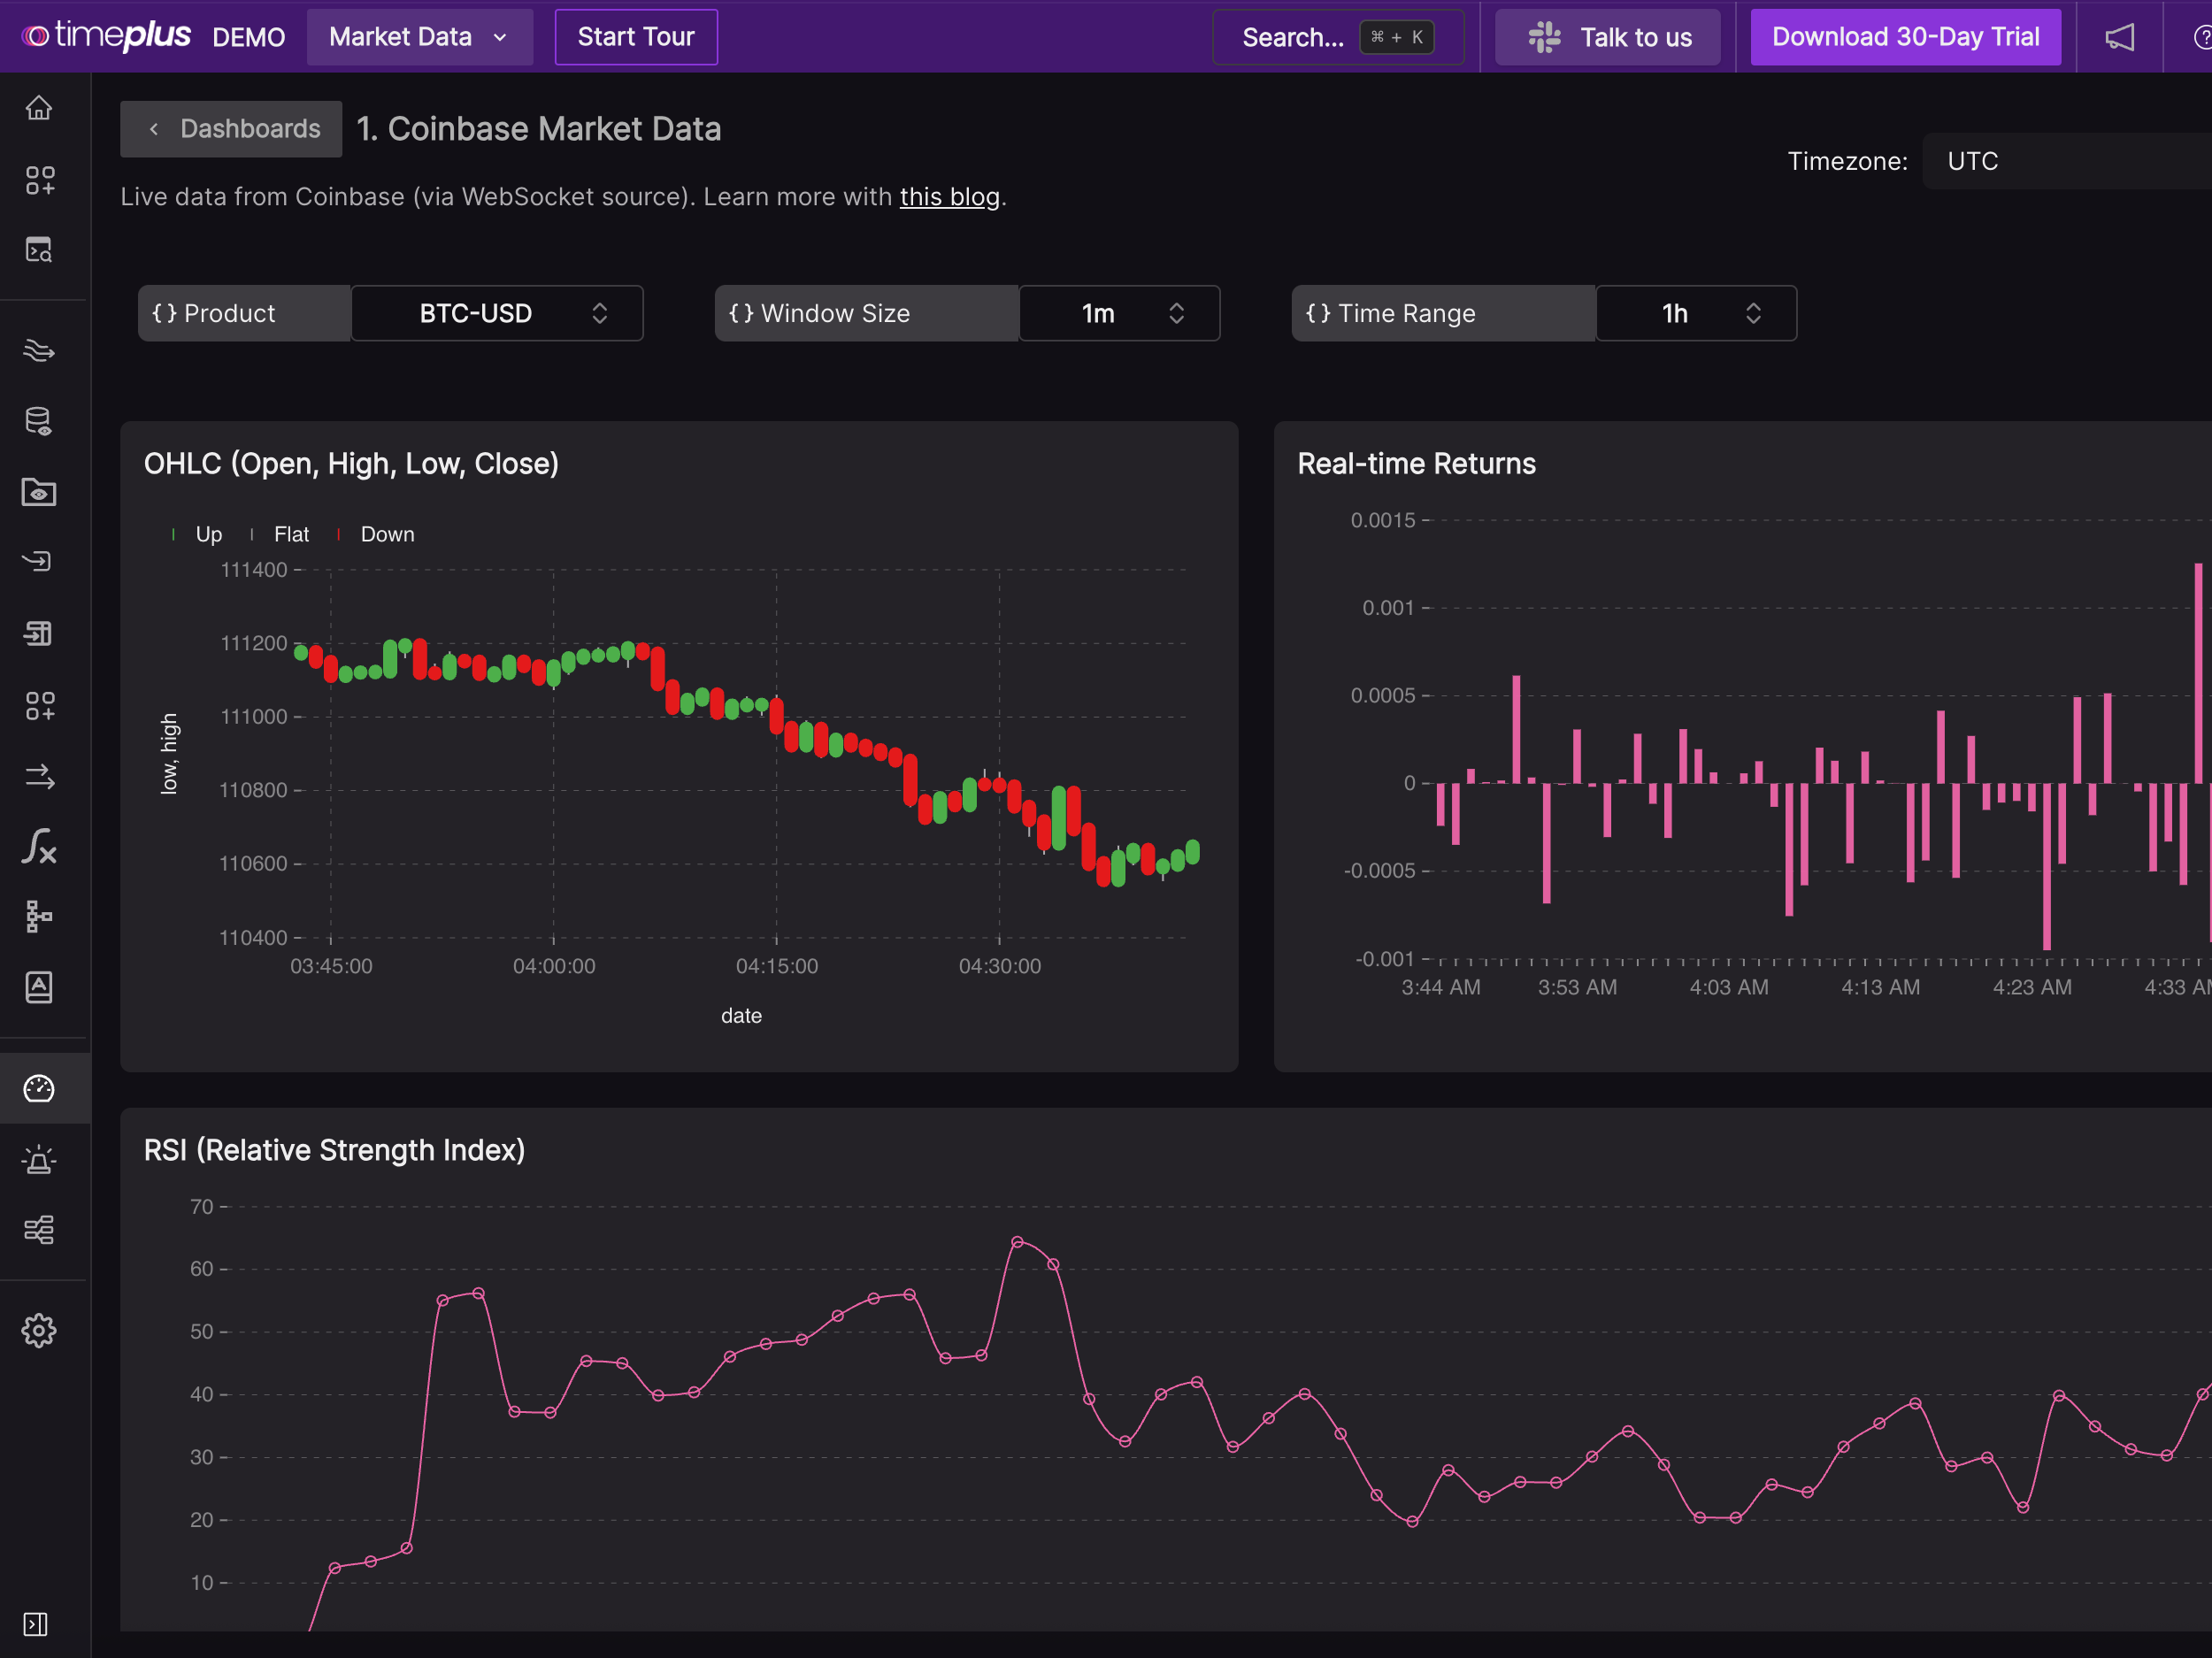 timeplus DEMO Market Data Start Tour Search... ⌘ + K Talk to us Download 30-Day Trial
Dashboards 1. Coinbase Market Data
Timezone: UTC
Live data from Coinbase (via WebSocket source). Learn more with this blog.
{ } Product BTC-USD { } Window Size 1m { } Time Range 1h
OHLC (Open, High, Low, Close)
Up Flat Down
111400
111200
111000
110800
110600
110400
low, high
03:45:00 04:00:00 04:15:00 04:30:00
date
Real-time Returns
0.0015
0.001
0.0005
0
-0.0005
-0.001
3:44 AM 3:53 AM 4:03 AM 4:13 AM 4:23 AM 4:33 AM
RSI (Relative Strength Index)
70
60
50
40
30
20
10